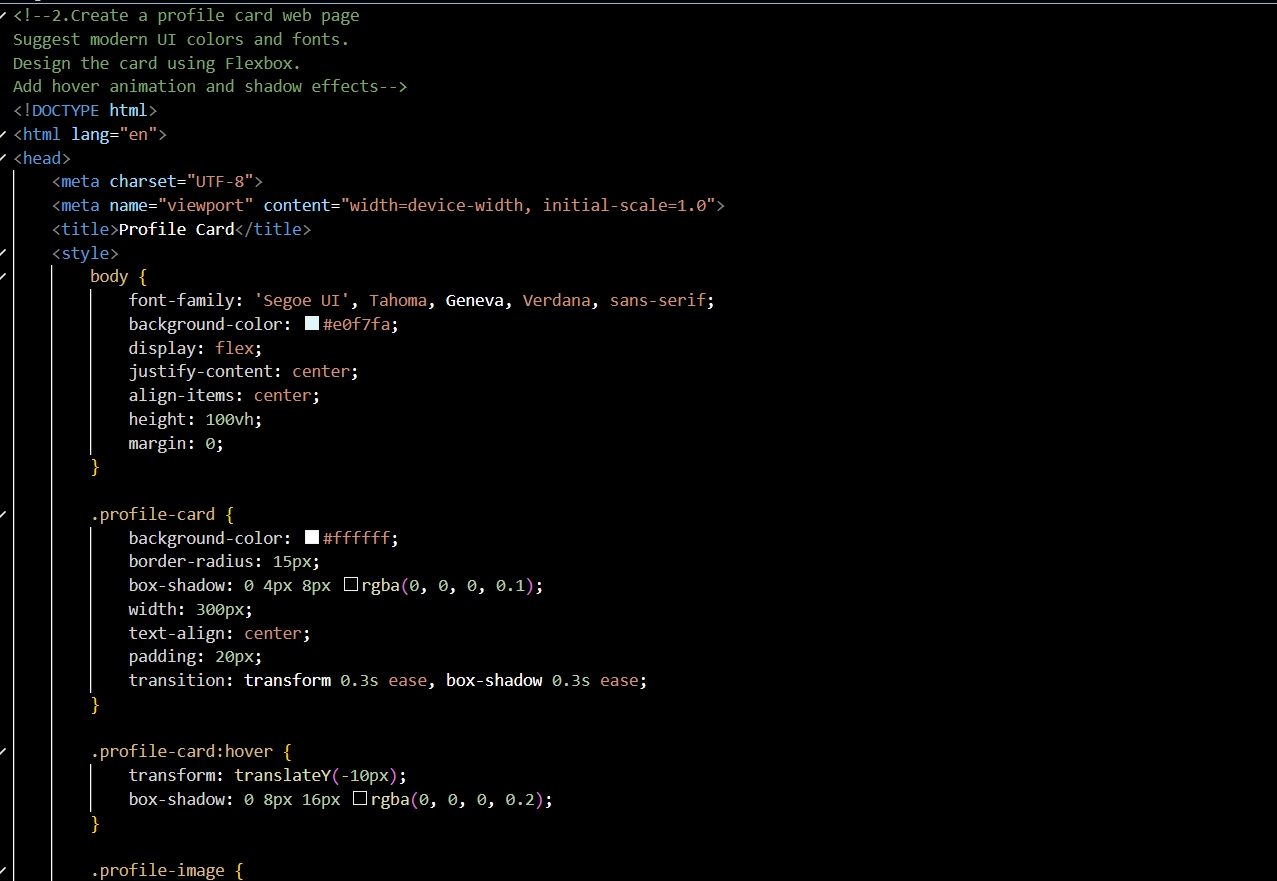 <!--2.Create a profile card web page
Suggest modern UI colors and fonts.
Design the card using Flexbox.
Add hover animation and shadow effects-->
<!DOCTYPE html>
<html lang="en">
<head>
    <meta charset="UTF-8">
    <meta name="viewport" content="width=device-width, initial-scale=1.0">
    <title>Profile Card</title>
    <style>
        body {
            font-family: 'Segoe UI', Tahoma, Geneva, Verdana, sans-serif;
            background-color: #e0f7fa;
            display: flex;
            justify-content: center;
            align-items: center;
            height: 100vh;
            margin: 0;
        }

        .profile-card {
            background-color: #ffffff;
            border-radius: 15px;
            box-shadow: 0 4px 8px rgba(0, 0, 0, 0.1);
            width: 300px;
            text-align: center;
            padding: 20px;
            transition: transform 0.3s ease, box-shadow 0.3s ease;
        }

        .profile-card:hover {
            transform: translateY(-10px);
            box-shadow: 0 8px 16px rgba(0, 0, 0, 0.2);
        }

        .profile-image {